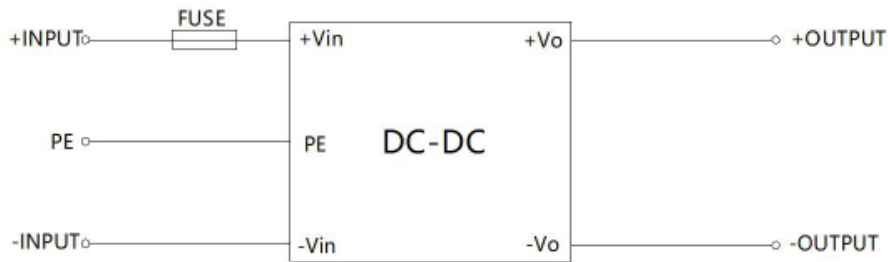 FUSE
+INPUT +Vin +Vo +OUTPUT
PE PE DC-DC
-INPUT -Vin -Vo -OUTPUT